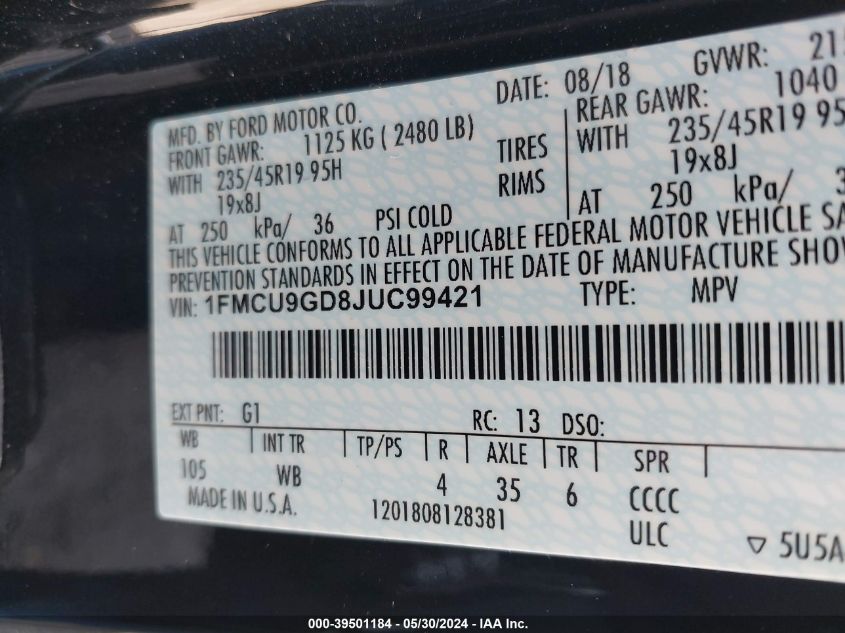 MFD. BY FORD MOTOR CO. DATE: 08/18 GVWR:
FRONT GAWR: 1125 KG ( 2480 LB) REAR GAWR: 1040
WITH 235/45R19 95H TIRES WITH 235/45R19
19x8J RIMS 19x8J
AT 250 kPa/ 36 PSI COLD AT 250 kPa/
THIS VEHICLE CONFORMS TO ALL APPLICABLE FEDERAL MOTOR VEHICLE
PREVENTION STANDARDS IN EFFECT ON THE DATE OF MANUFACTURE
VIN: 1FMCU9GD8JUC99421 TYPE: MPV
EXT PNT: G1 RC: 13 DSO:
WB INT TR TP/PS R AXLE TR SPR
105 WB 4 35 6 CCCC
MADE IN U.S.A. 1201808128381 ULC
5U5A
000-39501184 - 05/30/2024 - IAA Inc.